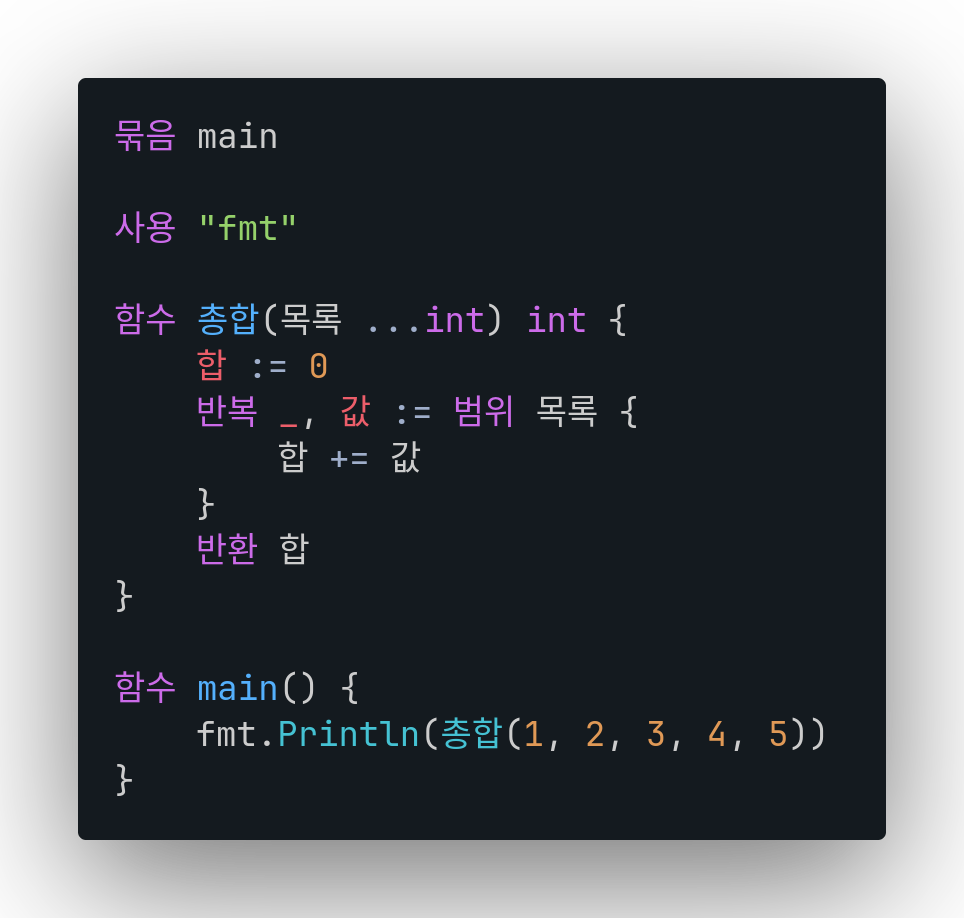 묶음 main
사용 "fmt"
함수 총합(목록 ...int) int {
합 := 0
반복 _, 값 := 범위 목록 {
합 += 값
}
반환 합
}
함수 main() {
fmt.Println(총합(1, 2, 3, 4, 5))
}